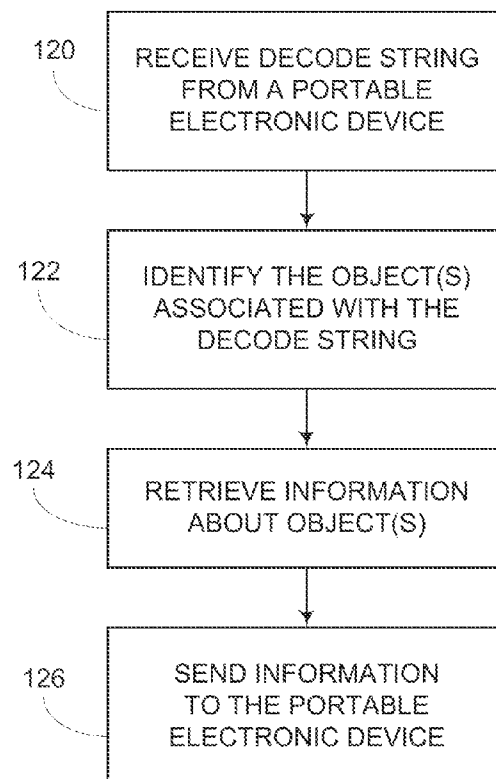 120
RECEIVE DECODE STRING
FROM A PORTABLE
ELECTRONIC DEVICE
122
IDENTIFY THE OBJECT(S)
ASSOCIATED WITH THE
DECODE STRING
124
RETRIEVE INFORMATION
ABOUT OBJECT(S)
126
SEND INFORMATION
TO THE PORTABLE
ELECTRONIC DEVICE